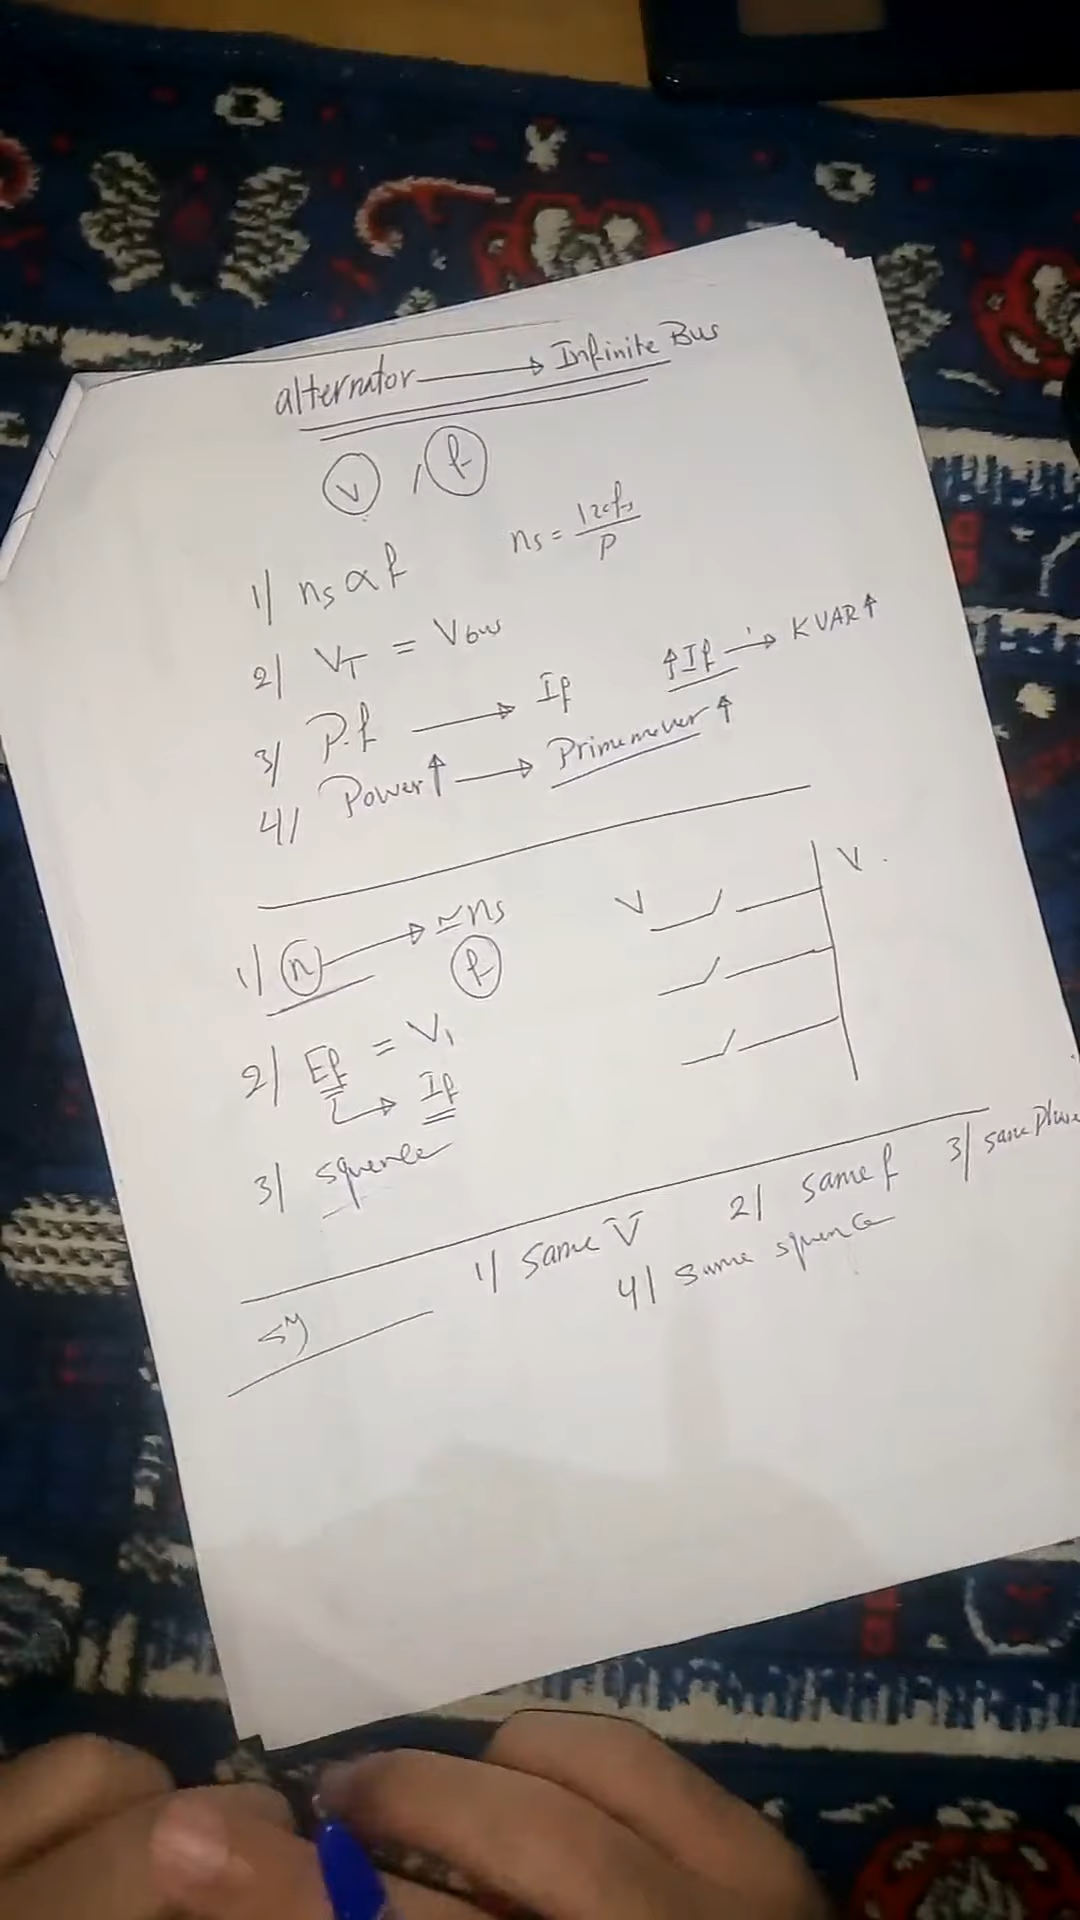 alternator → Infinite Bus
V , f
1) ns ∝ f ns = 120fs/P
2) VT = Vbus
3) P.f → If ↑If → KVAR↑
4) Power↑ → Primemover↑
1) n → ≃ns
f
V V
2) Ef = V1
↳ If
3) squence
1) same V 2) same f 3) same Phase
4) same squence